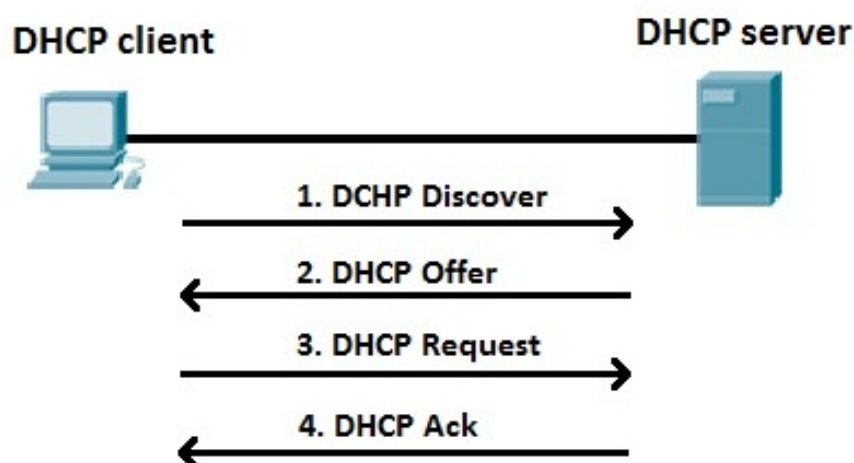 DHCP client
DHCP server
1. DCHP Discover
2. DHCP Offer
3. DHCP Request
4. DHCP Ack